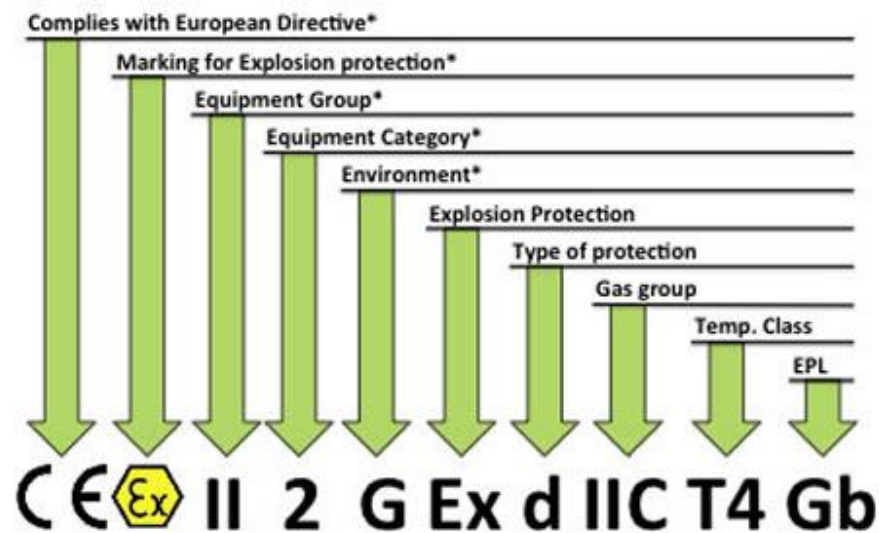 Complies with European Directive*
Marking for Explosion protection*
Equipment Group*
Equipment Category*
Environment*
Explosion Protection
Type of protection
Gas group
Temp. Class
EPL
CE Ex II 2 G Ex d IIC T4 Gb